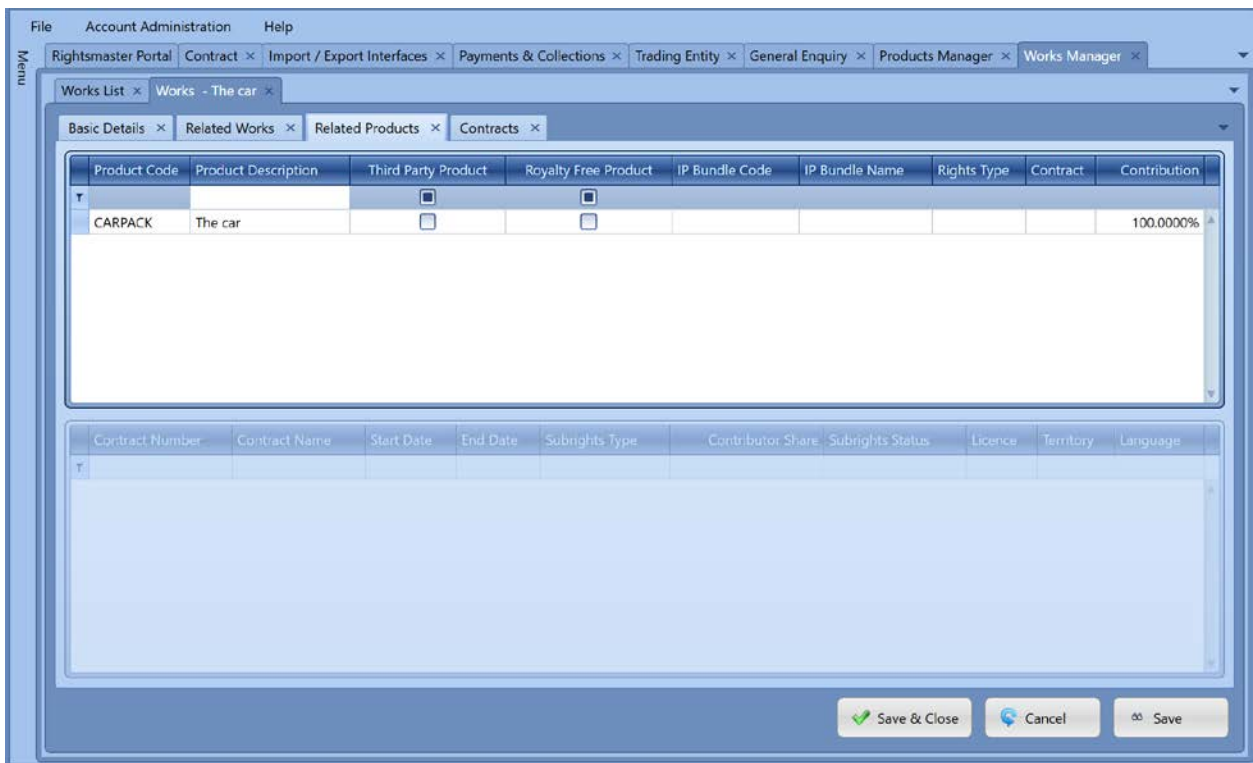 File Account Administration Help
Menu
Rightsmaster Portal Contract × Import / Export Interfaces × Payments & Collections × Trading Entity × General Enquiry × Products Manager × Works Manager ×
Works List × Works - The car ×
Basic Details × Related Works × Related Products × Contracts ×
Product Code Product Description Third Party Product Royalty Free Product IP Bundle Code IP Bundle Name Rights Type Contract Contribution
CARPACK The car 100.0000%
Contract Number Contract Name Start Date End Date Subrights Type Contributor Share Subrights Status Licence Territory Language
Save & Close Cancel Save